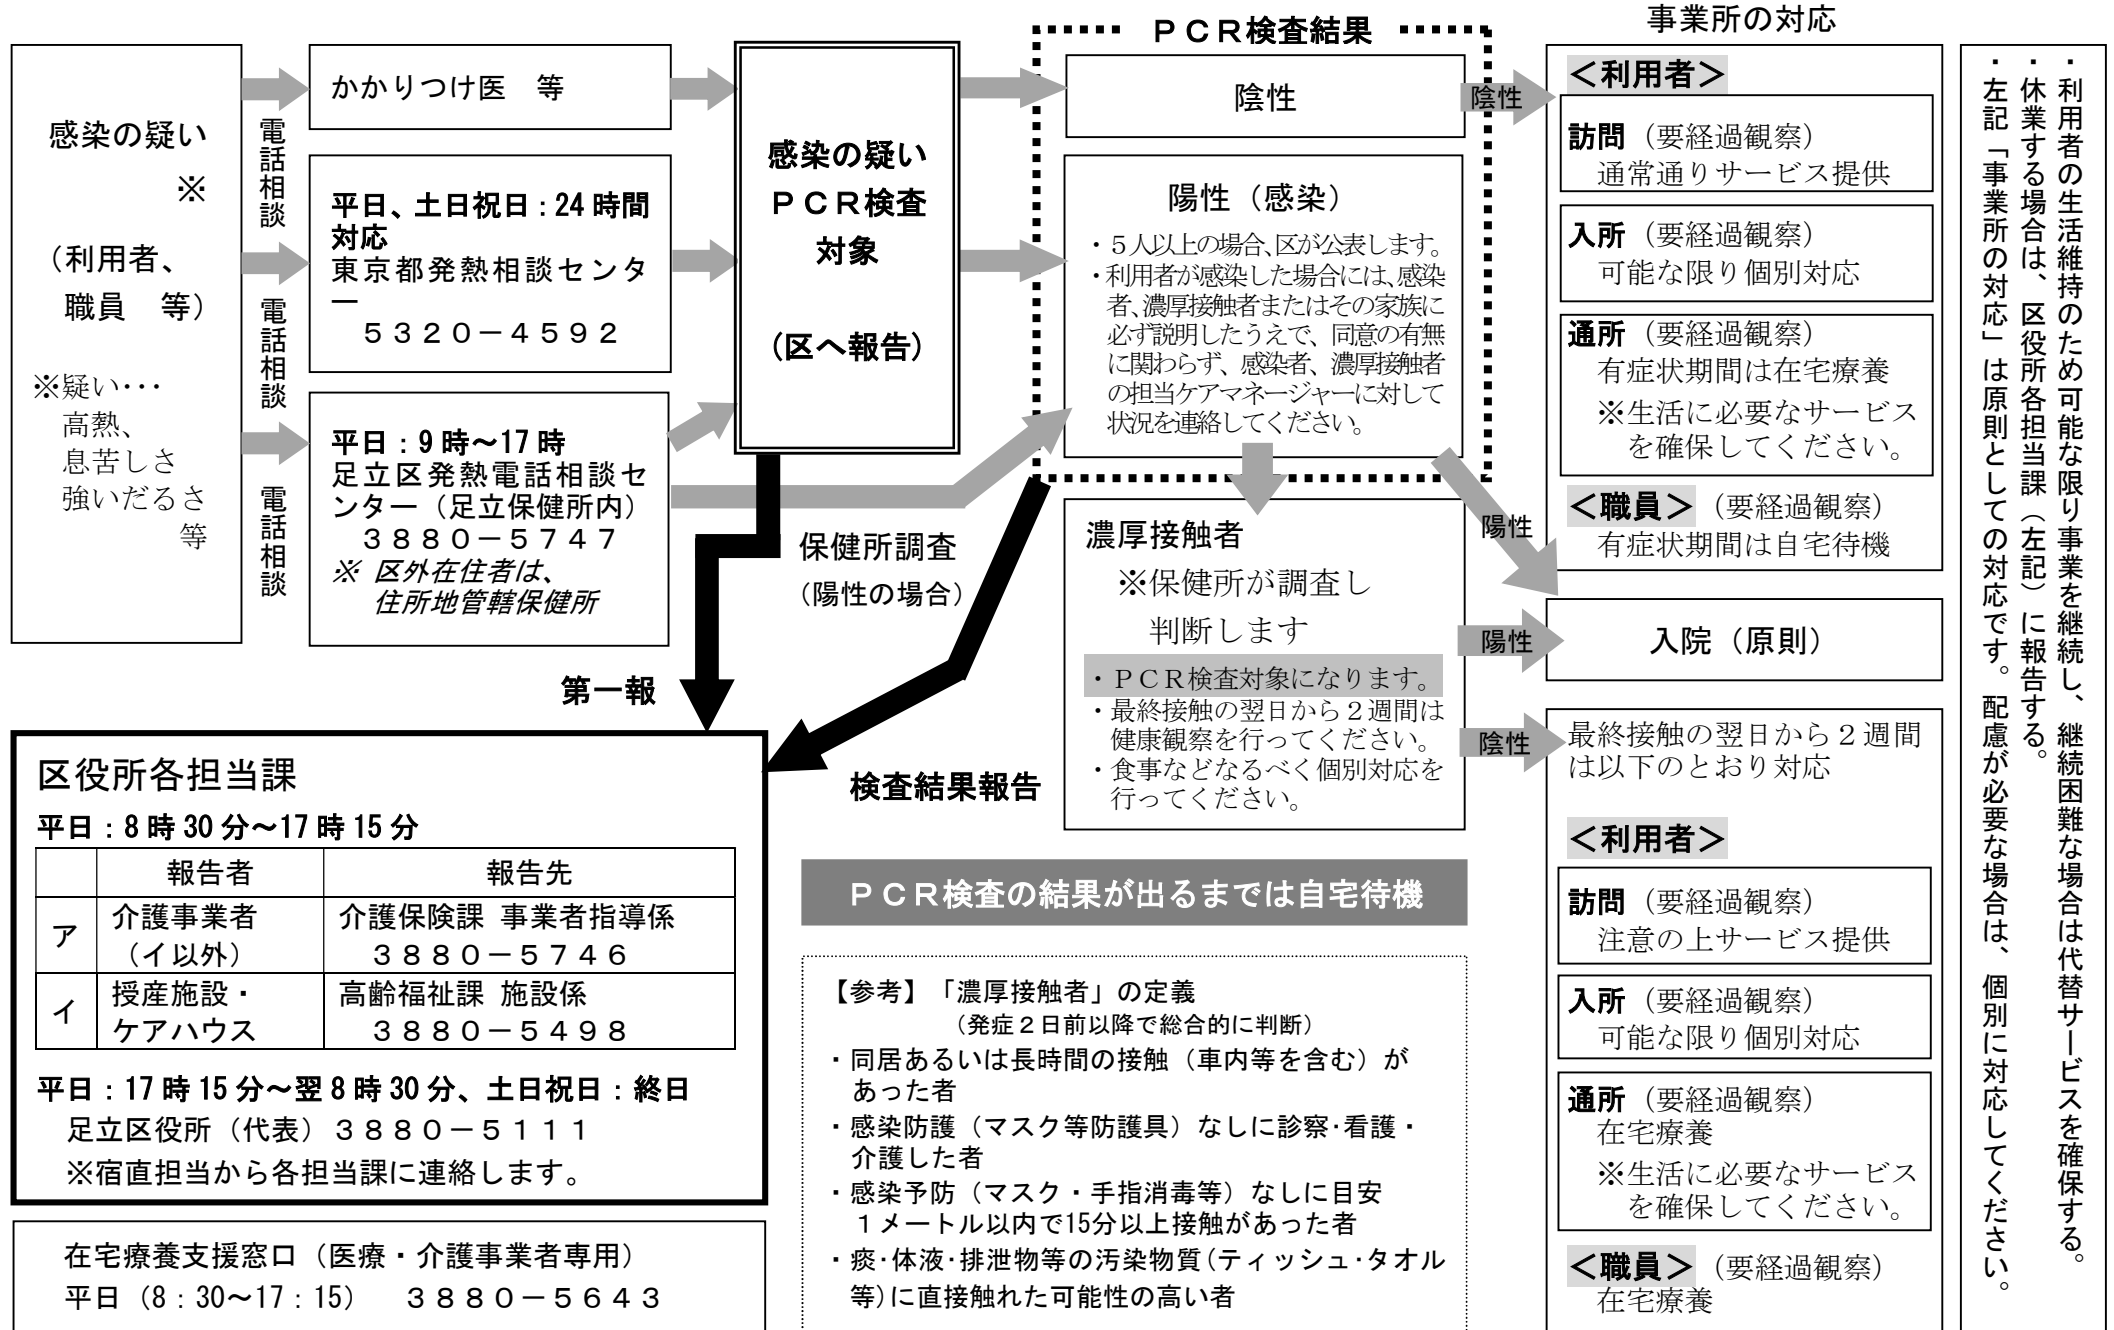 感染の疑い
※
（利用者、
職員　等）
※疑い･･･
高熱、
息苦しさ
強いだるさ
等
電話相談
電話相談
電話相談
かかりつけ医　等
平日、土日祝日：24時間
対応
東京都発熱相談センタ
ー
５３２０－４５９２
平日：9時～17時
足立区発熱電話相談セ
ンター（足立保健所内）
３８８０－５７４７
※ 区外在住者は、
住所地管轄保健所
感染の疑い
ＰＣＲ検査
対象
（区へ報告）
ＰＣＲ検査結果
陰性
陽性（感染）
・５人以上の場合、区が公表します。
・利用者が感染した場合には、感染
者、濃厚接触者またはその家族に
必ず説明したうえで、同意の有無
に関わらず、感染者、濃厚接触者
の担当ケアマネージャーに対して
状況を連絡してください。
保健所調査
（陽性の場合）
第一報
検査結果報告
濃厚接触者
※保健所が調査し
判断します
・ＰＣＲ検査対象になります。
・最終接触の翌日から２週間は
健康観察を行ってください。
・食事などなるべく個別対応を
行ってください。
陰性
陽性
陽性
陰性
事業所の対応
＜利用者＞
訪問（要経過観察）
通常通りサービス提供
入所（要経過観察）
可能な限り個別対応
通所（要経過観察）
有症状期間は在宅療養
※生活に必要なサービス
を確保してください。
＜職員＞（要経過観察）
有症状期間は自宅待機
入院（原則）
最終接触の翌日から２週間
は以下のとおり対応
＜利用者＞
訪問（要経過観察）
注意の上サービス提供
入所（要経過観察）
可能な限り個別対応
通所（要経過観察）
在宅療養
※生活に必要なサービス
を確保してください。
＜職員＞（要経過観察）
在宅療養
・利用者の生活維持のため可能な限り事業を継続し、継続困難な場合は代替サービスを確保する。
・休業する場合は、区役所各担当課（左記）に報告する。
・左記「事業所の対応」は原則としての対応です。配慮が必要な場合は、個別に対応してください。
区役所各担当課
平日：8時30分～17時15分
報告者　報告先
ア　介護事業者　介護保険課 事業者指導係
（イ以外）　３８８０－５７４６
イ　授産施設・　高齢福祉課 施設係
ケアハウス　３８８０－５４９８
平日：17時15分～翌8時30分、土日祝日：終日
足立区役所（代表）３８８０－５１１１
※宿直担当から各担当課に連絡します。
在宅療養支援窓口（医療・介護事業者専用）
平日（8：30～17：15）　３８８０－５６４３
ＰＣＲ検査の結果が出るまでは自宅待機
【参考】「濃厚接触者」の定義
（発症２日前以降で総合的に判断）
・同居あるいは長時間の接触（車内等を含む）が
あった者
・感染防護（マスク等防護具）なしに診察･看護・
介護した者
・感染予防（マスク・手指消毒等）なしに目安
１メートル以内で15分以上接触があった者
・痰･体液･排泄物等の汚染物質(ティッシュ･タオル
等)に直接触れた可能性の高い者